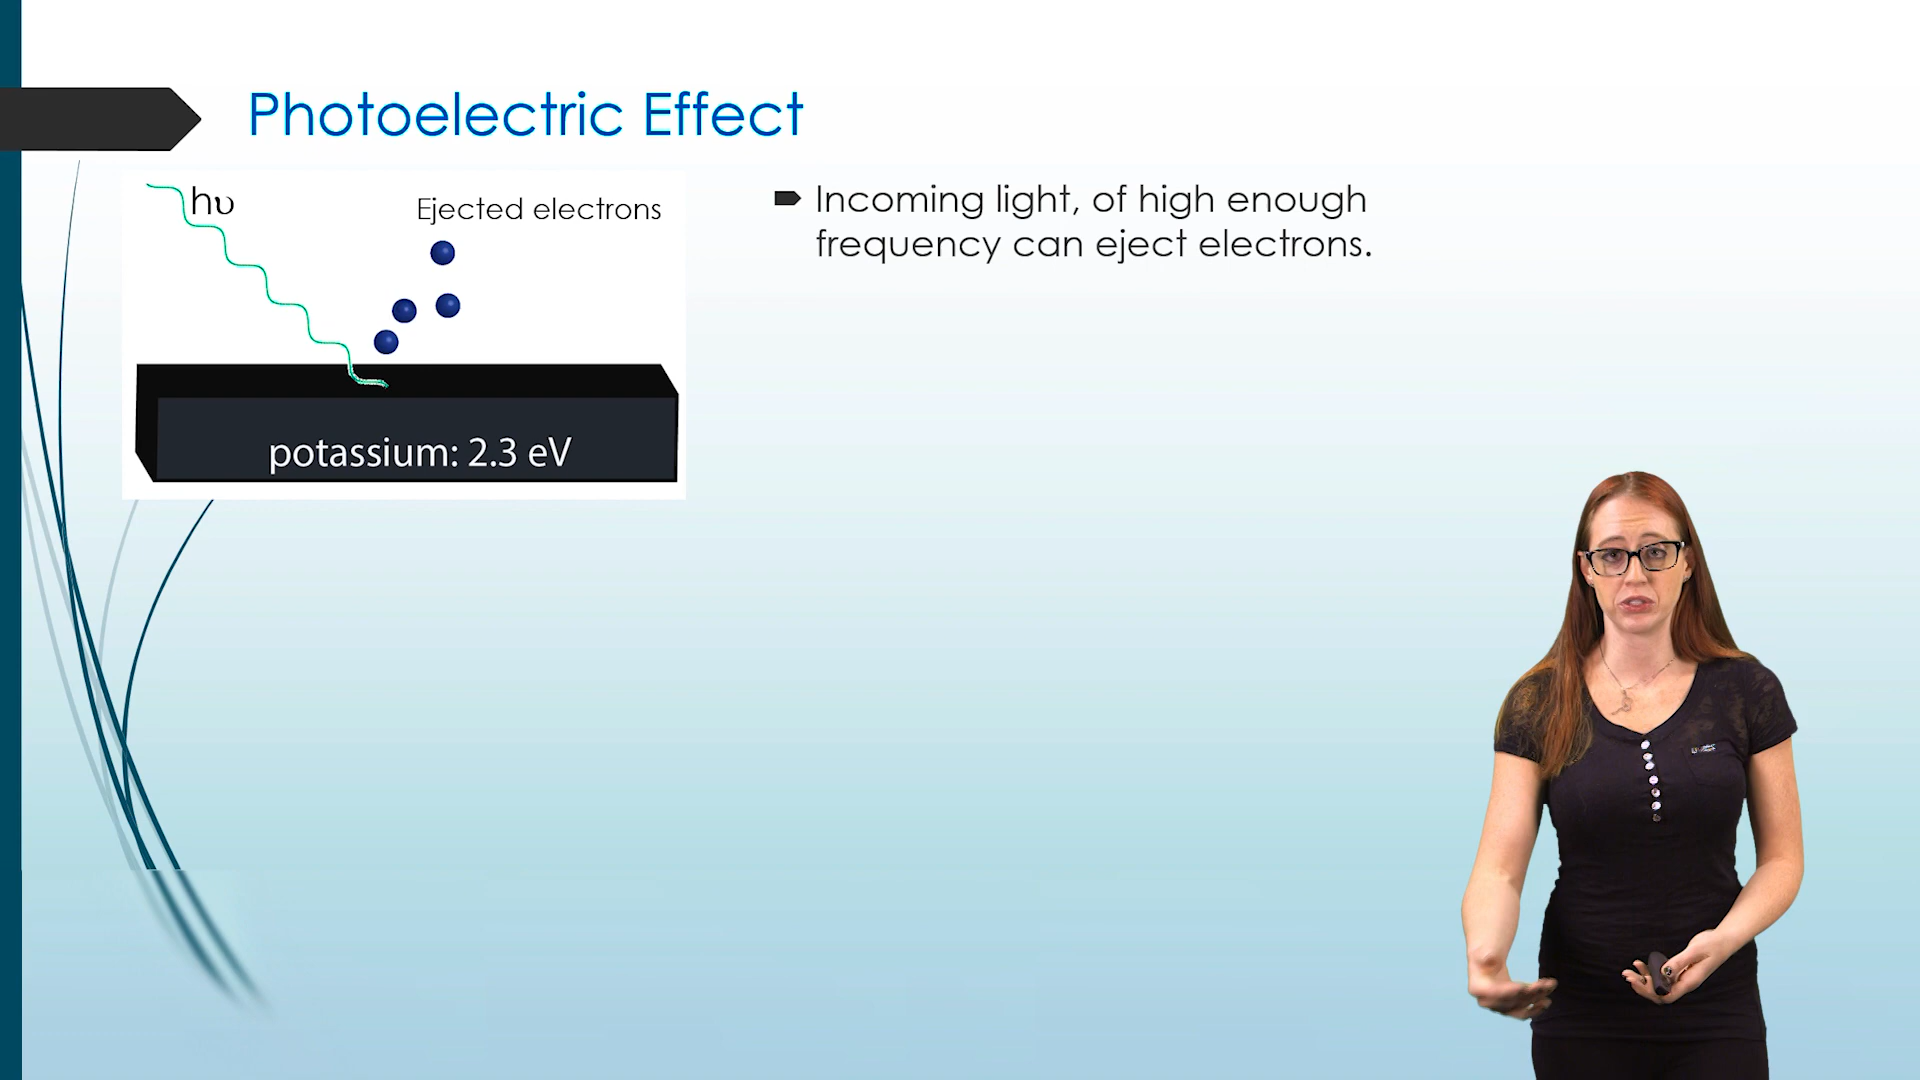 Photoelectric Effect
hυ
Ejected electrons
potassium: 2.3 eV
Incoming light, of high enough
frequency can eject electrons.